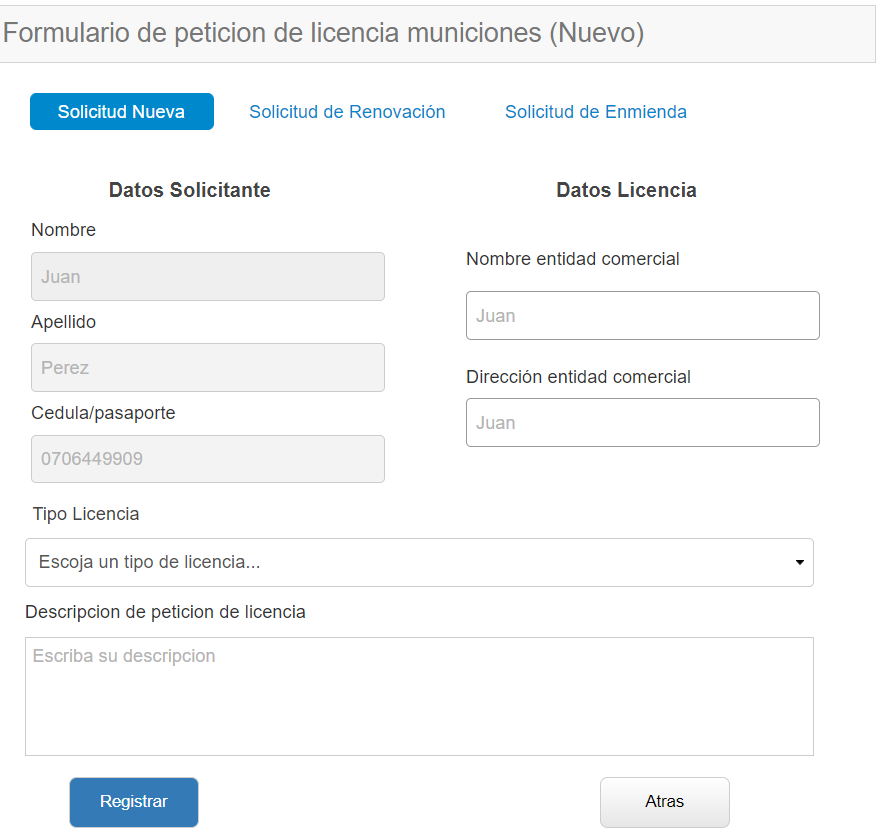 Formulario de peticion de licencia municiones (Nuevo)
Solicitud Nueva
Solicitud de Renovación
Solicitud de Enmienda
Datos Solicitante
Nombre
Juan
Apellido
Perez
Cedula/pasaporte
0706449909
Datos Licencia
Nombre entidad comercial
Juan
Dirección entidad comercial
Juan
Tipo Licencia
Escoja un tipo de licencia...
Descripcion de peticion de licencia
Escriba su descripcion
Registrar
Atras